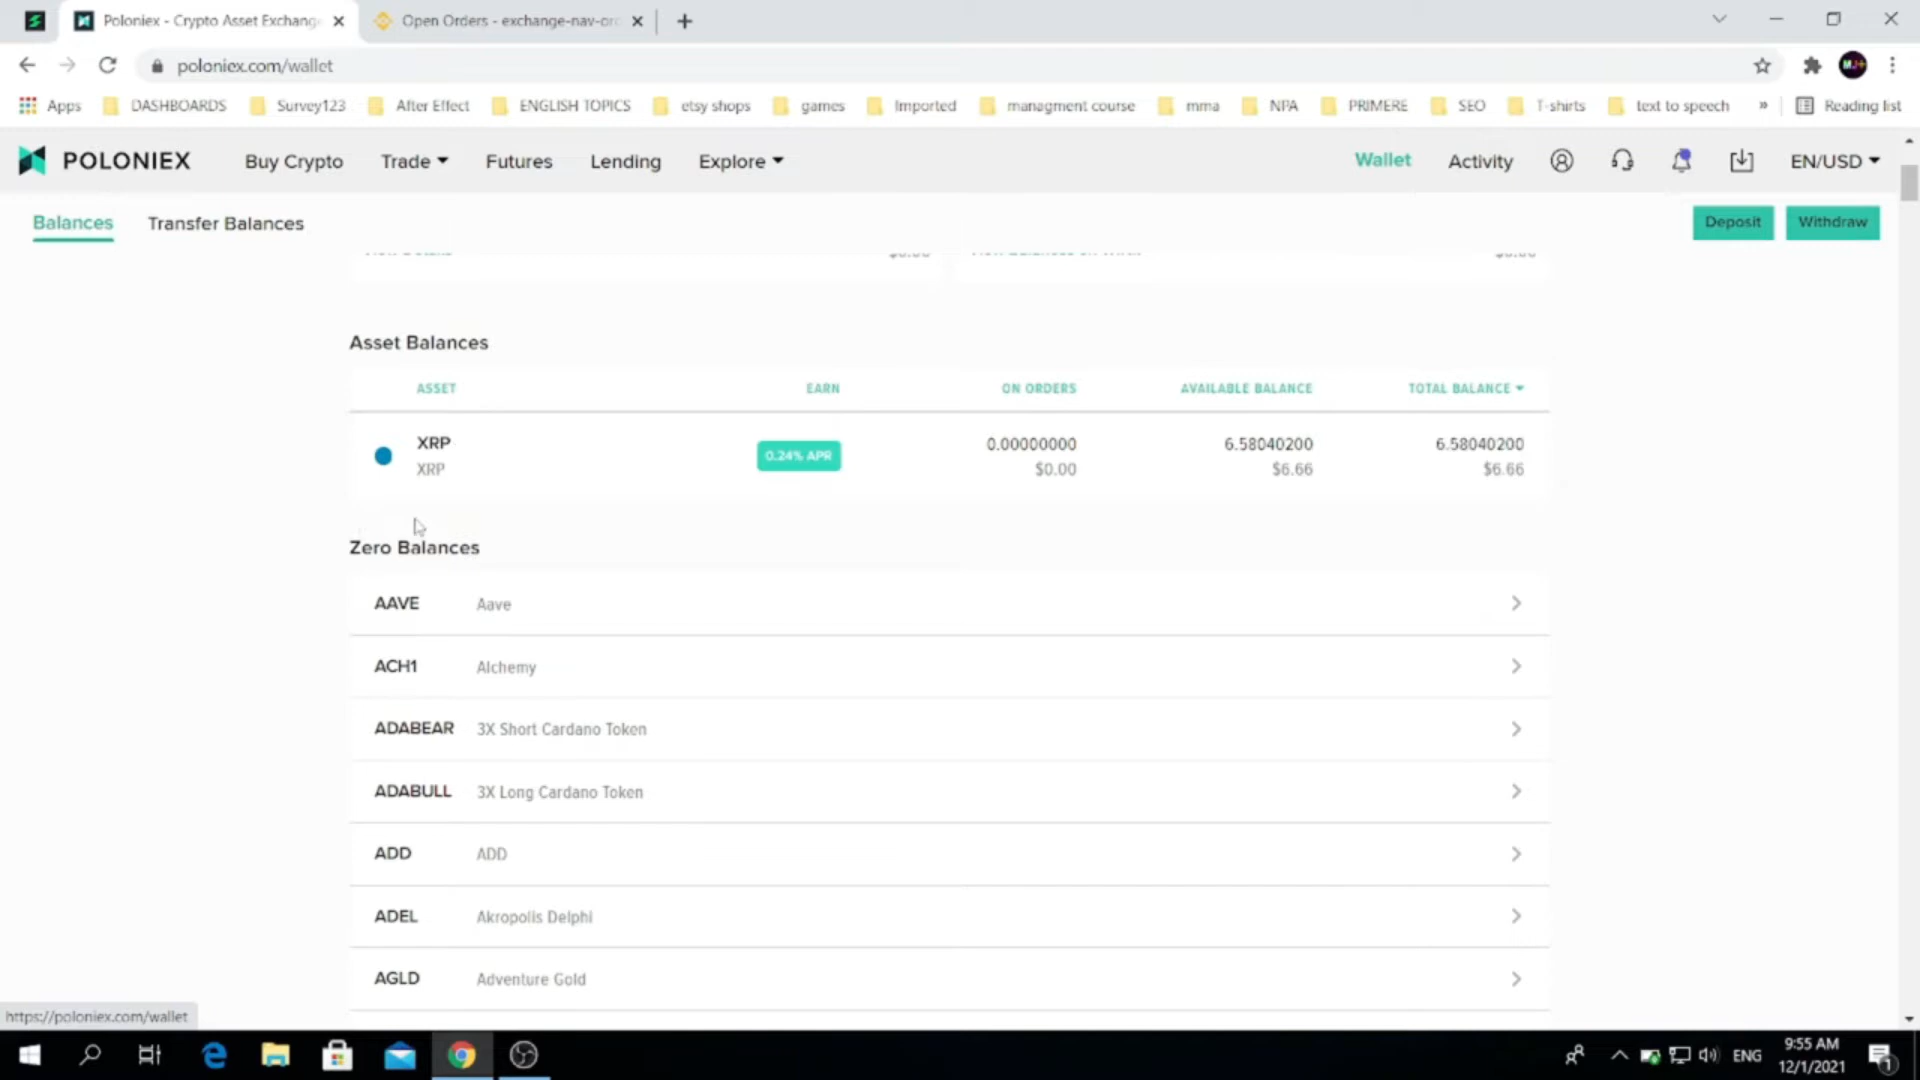 Poloniex - Crypto Asset Exchange
Open Orders - exchange-nav-orc
poloniex.com/wallet
Apps DASHBOARDS Survey123 After Effect ENGLISH TOPICS etsy shops games Imported managment course mma NPA PRIMERE SEO T-shirts text to speech » Reading list
POLONIEX Buy Crypto Trade Futures Lending Explore Wallet Activity EN/USD
Balances Transfer Balances Deposit Withdraw
Asset Balances
ASSET EARN ON ORDERS AVAILABLE BALANCE TOTAL BALANCE
XRP 0.00000000 6.58040200 6.58040200
0.24% APR
XRP $0.00 $6.66 $6.66
Zero Balances
AAVE Aave
ACH1 Alchemy
ADABEAR 3X Short Cardano Token
ADABULL 3X Long Cardano Token
ADD ADD
ADEL Akropolis Delphi
AGLD Adventure Gold
https://poloniex.com/wallet
ENG 9:55 AM
12/1/2021
1